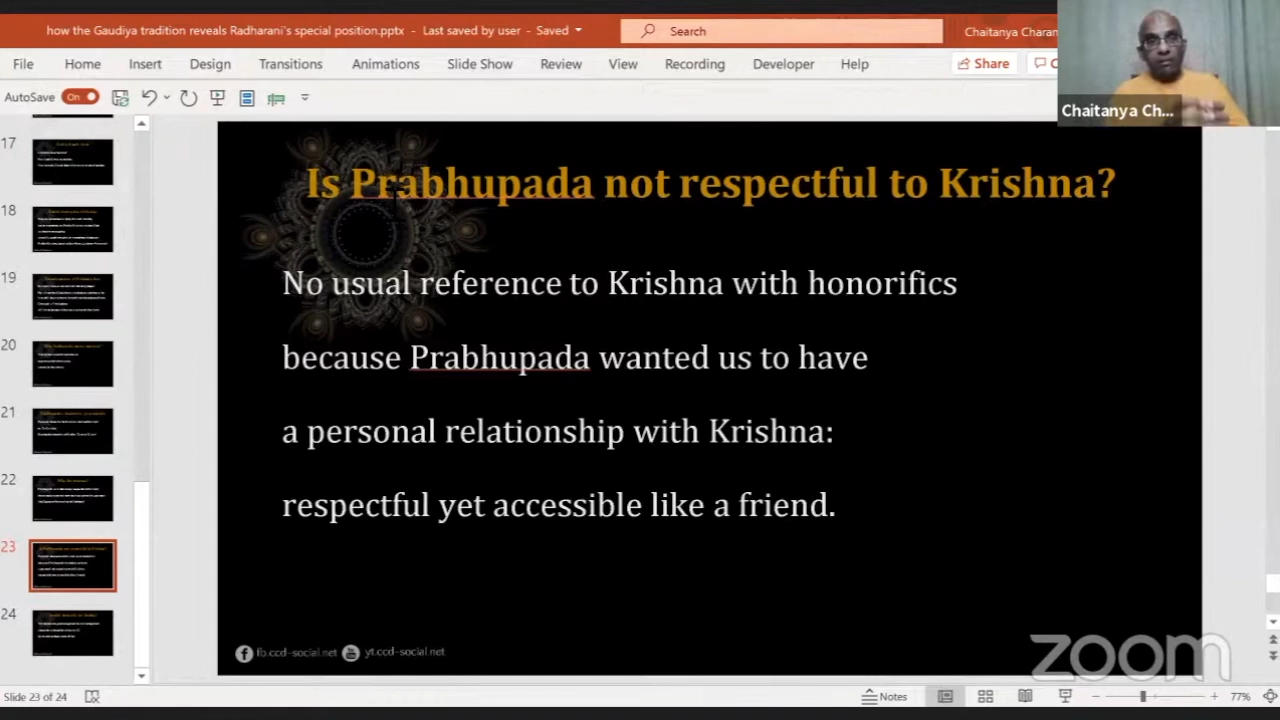 how the Gaudiya tradition reveals Radharani's special position.pptx - Last saved by user - Saved
Search
Chaitanya Charan
File Home Insert Design Transitions Animations Slide Show Review View Recording Developer Help
Share
AutoSave On
Chaitanya Ch...
17
18
19
20
21
22
23
24
Is Prabhupada not respectful to Krishna?
No usual reference to Krishna with honorifics
because Prabhupada wanted us to have
a personal relationship with Krishna:
respectful yet accessible like a friend.
fb.ccd-social.net yt.ccd-social.net
zoom
Slide 23 of 24
Notes
77%